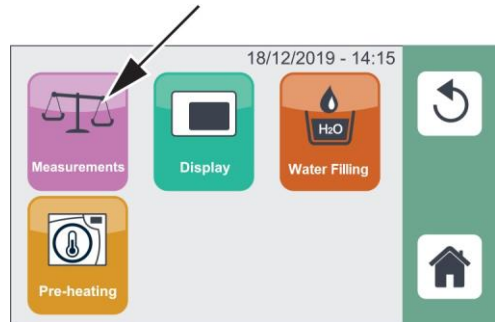 18/12/2019 - 14:15
Measurements
Display
H2O
Water Filling
Pre-heating